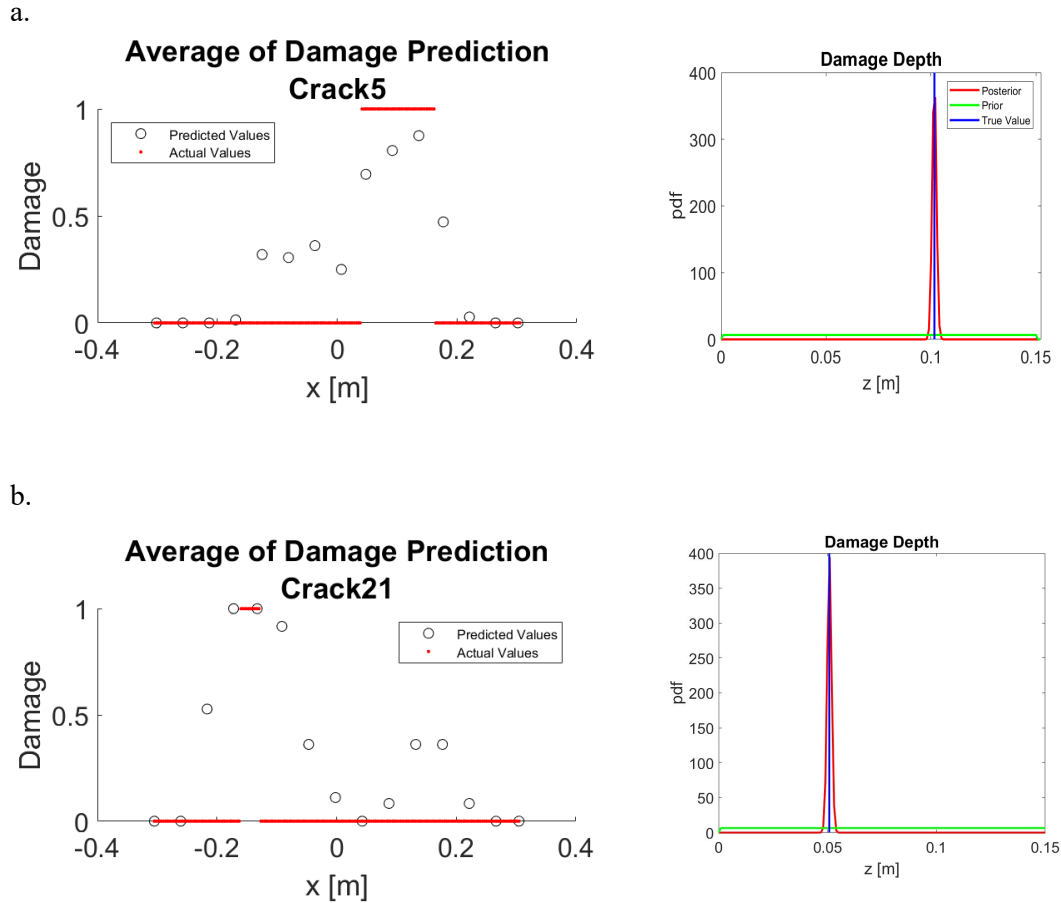 a.
Average of Damage Prediction
Crack5
Damage
1
0.5
0
Predicted Values
Actual Values
-0.4
-0.2
0
0.2
0.4
x [m]
Damage Depth
pdf
400
300
200
100
0
Posterior
Prior
True Value
0
0.05
0.1
0.15
z [m]
b.
Average of Damage Prediction
Crack21
Damage
1
0.5
0
Predicted Values
Actual Values
-0.4
-0.2
0
0.2
0.4
x [m]
Damage Depth
pdf
400
350
300
250
200
150
100
50
0
0
0.05
0.1
0.15
z [m]